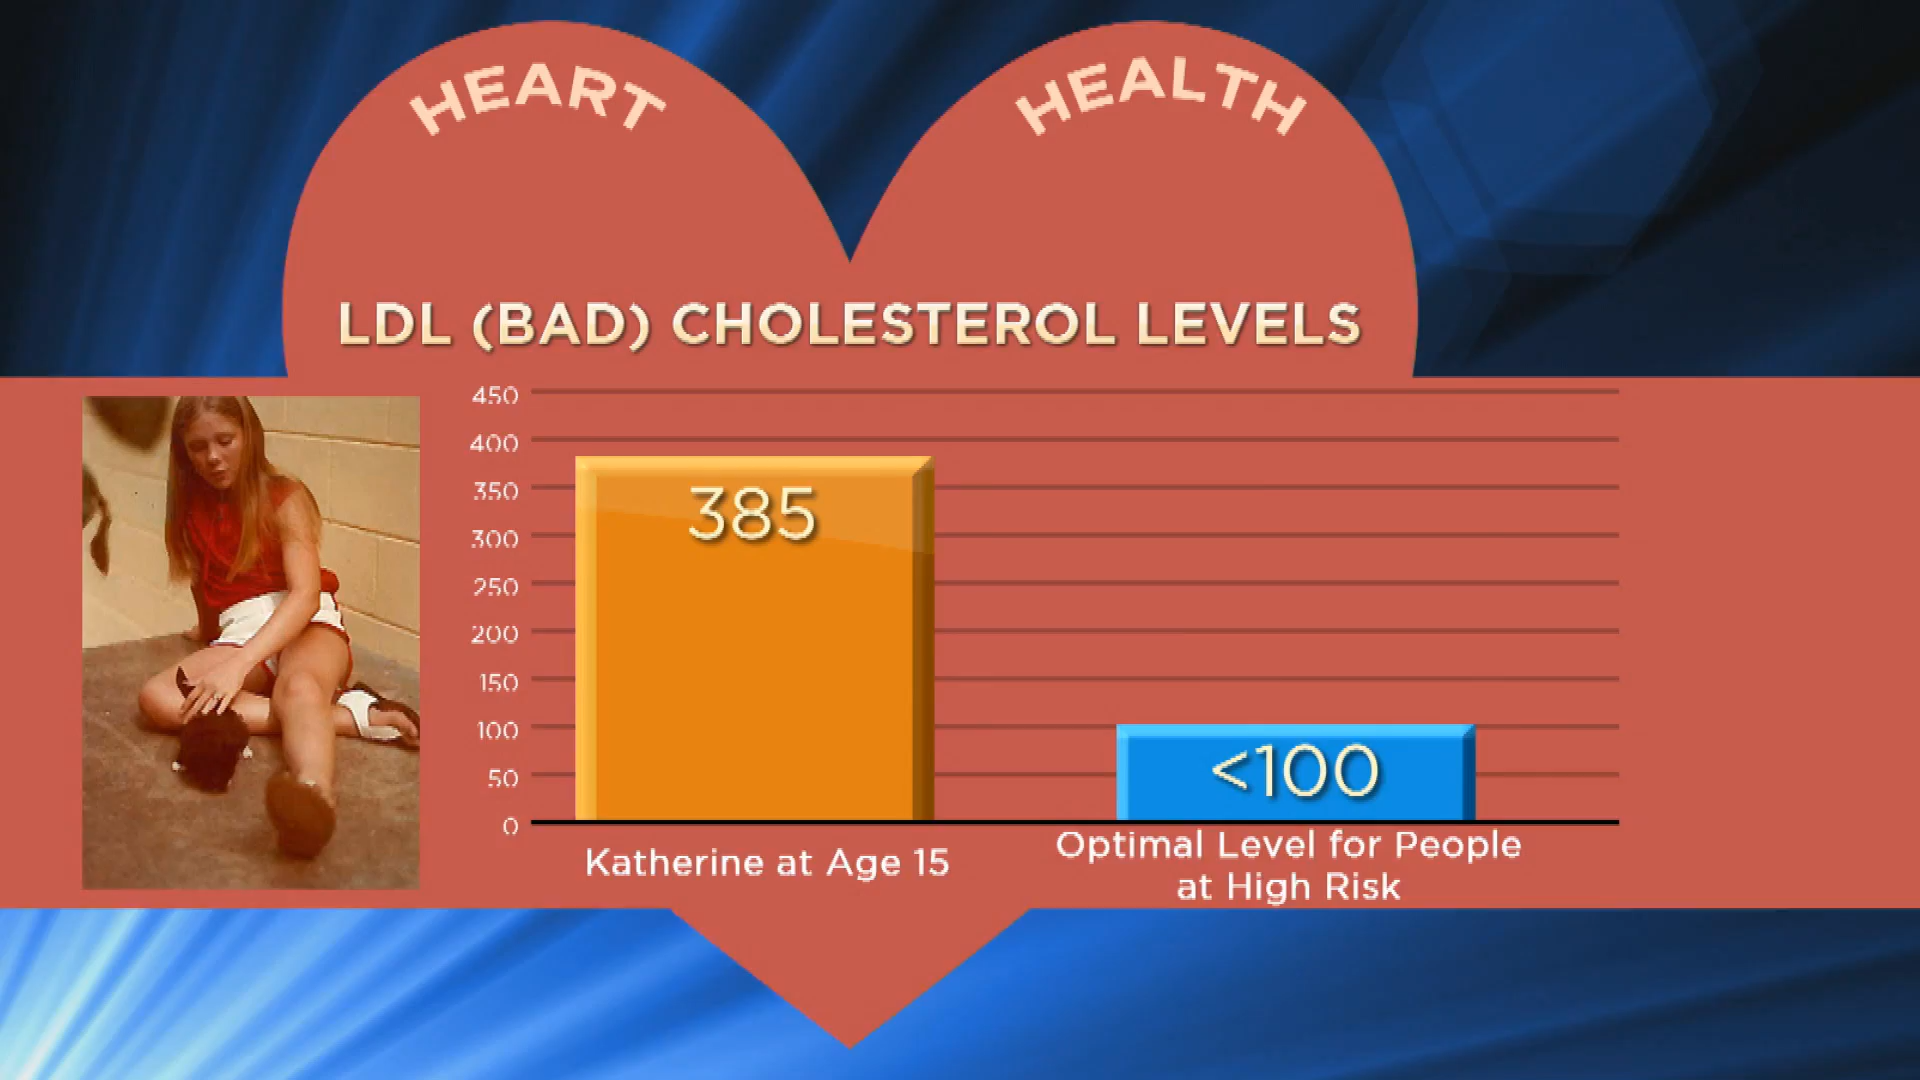 HEART HEALTH
LDL (BAD) CHOLESTEROL LEVELS
450
400
350
300
250
200
150
100
50
0
385
<100
Katherine at Age 15
Optimal Level for People
at High Risk